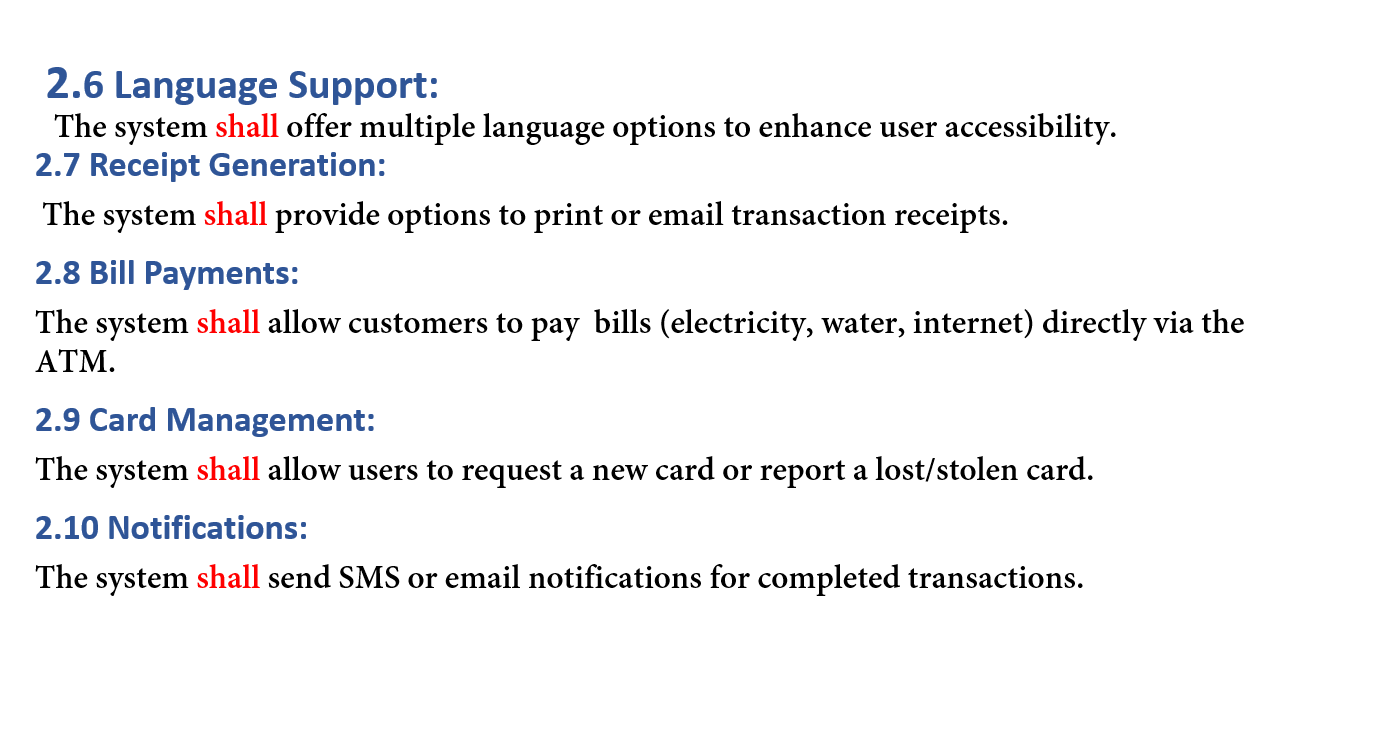 2.6 Language Support:
The system shall offer multiple language options to enhance user accessibility.
2.7 Receipt Generation:
The system shall provide options to print or email transaction receipts.
2.8 Bill Payments:
The system shall allow customers to pay  bills (electricity, water, internet) directly via the
ATM.
2.9 Card Management:
The system shall allow users to request a new card or report a lost/stolen card.
2.10 Notifications:
The system shall send SMS or email notifications for completed transactions.